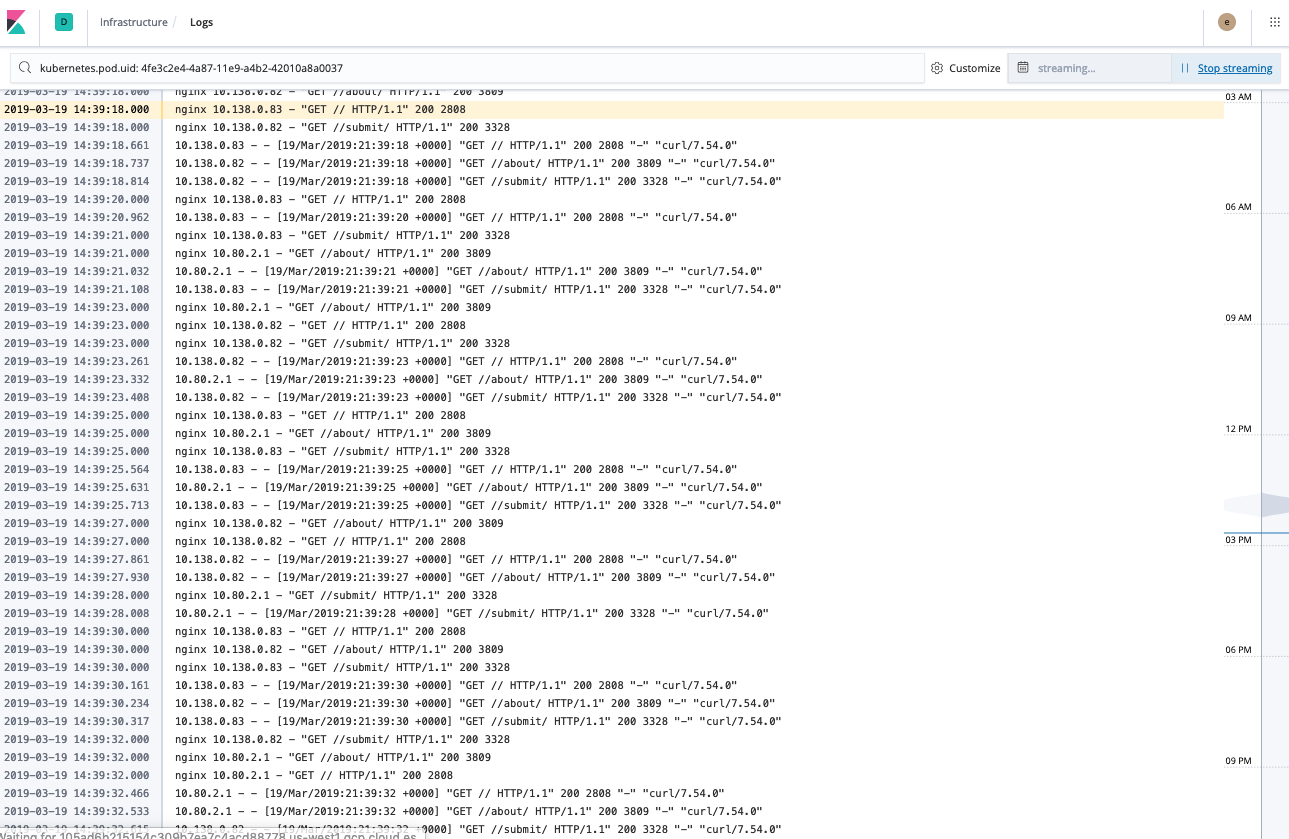 D Infrastructure / Logs e
kubernetes.pod.uid: 4fe3c2e4-4a87-11e9-a4b2-42010a8a0037 Customize streaming... Stop streaming
2019-03-19 14:39:18.000 nginx 10.138.0.82 - "GET //about/ HTTP/1.1" 200 3809
03 AM
2019-03-19 14:39:18.000 nginx 10.138.0.83 - "GET // HTTP/1.1" 200 2808
2019-03-19 14:39:18.000 nginx 10.138.0.82 - "GET //submit/ HTTP/1.1" 200 3328
2019-03-19 14:39:18.661 10.138.0.83 - - [19/Mar/2019:21:39:18 +0000] "GET // HTTP/1.1" 200 2808 "-" "curl/7.54.0"
2019-03-19 14:39:18.737 10.138.0.82 - - [19/Mar/2019:21:39:18 +0000] "GET //about/ HTTP/1.1" 200 3809 "-" "curl/7.54.0"
2019-03-19 14:39:18.814 10.138.0.82 - - [19/Mar/2019:21:39:18 +0000] "GET //submit/ HTTP/1.1" 200 3328 "-" "curl/7.54.0"
2019-03-19 14:39:20.000 nginx 10.138.0.83 - "GET // HTTP/1.1" 200 2808
06 AM
2019-03-19 14:39:20.962 10.138.0.83 - - [19/Mar/2019:21:39:20 +0000] "GET // HTTP/1.1" 200 2808 "-" "curl/7.54.0"
2019-03-19 14:39:21.000 nginx 10.138.0.83 - "GET //submit/ HTTP/1.1" 200 3328
2019-03-19 14:39:21.000 nginx 10.80.2.1 - "GET //about/ HTTP/1.1" 200 3809
2019-03-19 14:39:21.032 10.80.2.1 - - [19/Mar/2019:21:39:21 +0000] "GET //about/ HTTP/1.1" 200 3809 "-" "curl/7.54.0"
2019-03-19 14:39:21.108 10.138.0.83 - - [19/Mar/2019:21:39:21 +0000] "GET //submit/ HTTP/1.1" 200 3328 "-" "curl/7.54.0"
2019-03-19 14:39:23.000 nginx 10.80.2.1 - "GET //about/ HTTP/1.1" 200 3809
09 AM
2019-03-19 14:39:23.000 nginx 10.138.0.82 - "GET // HTTP/1.1" 200 2808
2019-03-19 14:39:23.000 nginx 10.138.0.82 - "GET //submit/ HTTP/1.1" 200 3328
2019-03-19 14:39:23.261 10.138.0.82 - - [19/Mar/2019:21:39:23 +0000] "GET // HTTP/1.1" 200 2808 "-" "curl/7.54.0"
2019-03-19 14:39:23.332 10.80.2.1 - - [19/Mar/2019:21:39:23 +0000] "GET //about/ HTTP/1.1" 200 3809 "-" "curl/7.54.0"
2019-03-19 14:39:23.408 10.138.0.82 - - [19/Mar/2019:21:39:23 +0000] "GET //submit/ HTTP/1.1" 200 3328 "-" "curl/7.54.0"
2019-03-19 14:39:25.000 nginx 10.138.0.83 - "GET // HTTP/1.1" 200 2808
12 PM
2019-03-19 14:39:25.000 nginx 10.80.2.1 - "GET //about/ HTTP/1.1" 200 3809
2019-03-19 14:39:25.000 nginx 10.138.0.83 - "GET //submit/ HTTP/1.1" 200 3328
2019-03-19 14:39:25.564 10.138.0.83 - - [19/Mar/2019:21:39:25 +0000] "GET // HTTP/1.1" 200 2808 "-" "curl/7.54.0"
2019-03-19 14:39:25.631 10.80.2.1 - - [19/Mar/2019:21:39:25 +0000] "GET //about/ HTTP/1.1" 200 3809 "-" "curl/7.54.0"
2019-03-19 14:39:25.713 10.138.0.83 - - [19/Mar/2019:21:39:25 +0000] "GET //submit/ HTTP/1.1" 200 3328 "-" "curl/7.54.0"
2019-03-19 14:39:27.000 nginx 10.138.0.82 - "GET //about/ HTTP/1.1" 200 3809
2019-03-19 14:39:27.000 nginx 10.138.0.82 - "GET // HTTP/1.1" 200 2808
03 PM
2019-03-19 14:39:27.861 10.138.0.82 - - [19/Mar/2019:21:39:27 +0000] "GET // HTTP/1.1" 200 2808 "-" "curl/7.54.0"
2019-03-19 14:39:27.930 10.138.0.82 - - [19/Mar/2019:21:39:27 +0000] "GET //about/ HTTP/1.1" 200 3809 "-" "curl/7.54.0"
2019-03-19 14:39:28.000 nginx 10.80.2.1 - "GET //submit/ HTTP/1.1" 200 3328
2019-03-19 14:39:28.008 10.80.2.1 - - [19/Mar/2019:21:39:28 +0000] "GET //submit/ HTTP/1.1" 200 3328 "-" "curl/7.54.0"
2019-03-19 14:39:30.000 nginx 10.138.0.83 - "GET // HTTP/1.1" 200 2808
2019-03-19 14:39:30.000 nginx 10.138.0.82 - "GET //about/ HTTP/1.1" 200 3809
06 PM
2019-03-19 14:39:30.000 nginx 10.138.0.83 - "GET //submit/ HTTP/1.1" 200 3328
2019-03-19 14:39:30.161 10.138.0.83 - - [19/Mar/2019:21:39:30 +0000] "GET // HTTP/1.1" 200 2808 "-" "curl/7.54.0"
2019-03-19 14:39:30.234 10.138.0.82 - - [19/Mar/2019:21:39:30 +0000] "GET //about/ HTTP/1.1" 200 3809 "-" "curl/7.54.0"
2019-03-19 14:39:30.317 10.138.0.83 - - [19/Mar/2019:21:39:30 +0000] "GET //submit/ HTTP/1.1" 200 3328 "-" "curl/7.54.0"
2019-03-19 14:39:32.000 nginx 10.138.0.82 - "GET //submit/ HTTP/1.1" 200 3328
2019-03-19 14:39:32.000 nginx 10.80.2.1 - "GET //about/ HTTP/1.1" 200 3809
09 PM
2019-03-19 14:39:32.000 nginx 10.80.2.1 - "GET // HTTP/1.1" 200 2808
2019-03-19 14:39:32.466 10.80.2.1 - - [19/Mar/2019:21:39:32 +0000] "GET // HTTP/1.1" 200 2808 "-" "curl/7.54.0"
2019-03-19 14:39:32.533 10.80.2.1 - - [19/Mar/2019:21:39:32 +0000] "GET //about/ HTTP/1.1" 200 3809 "-" "curl/7.54.0"
"GET //submit/ HTTP/1.1" 200 3328 "-" "curl/7.54.0"
Waiting for